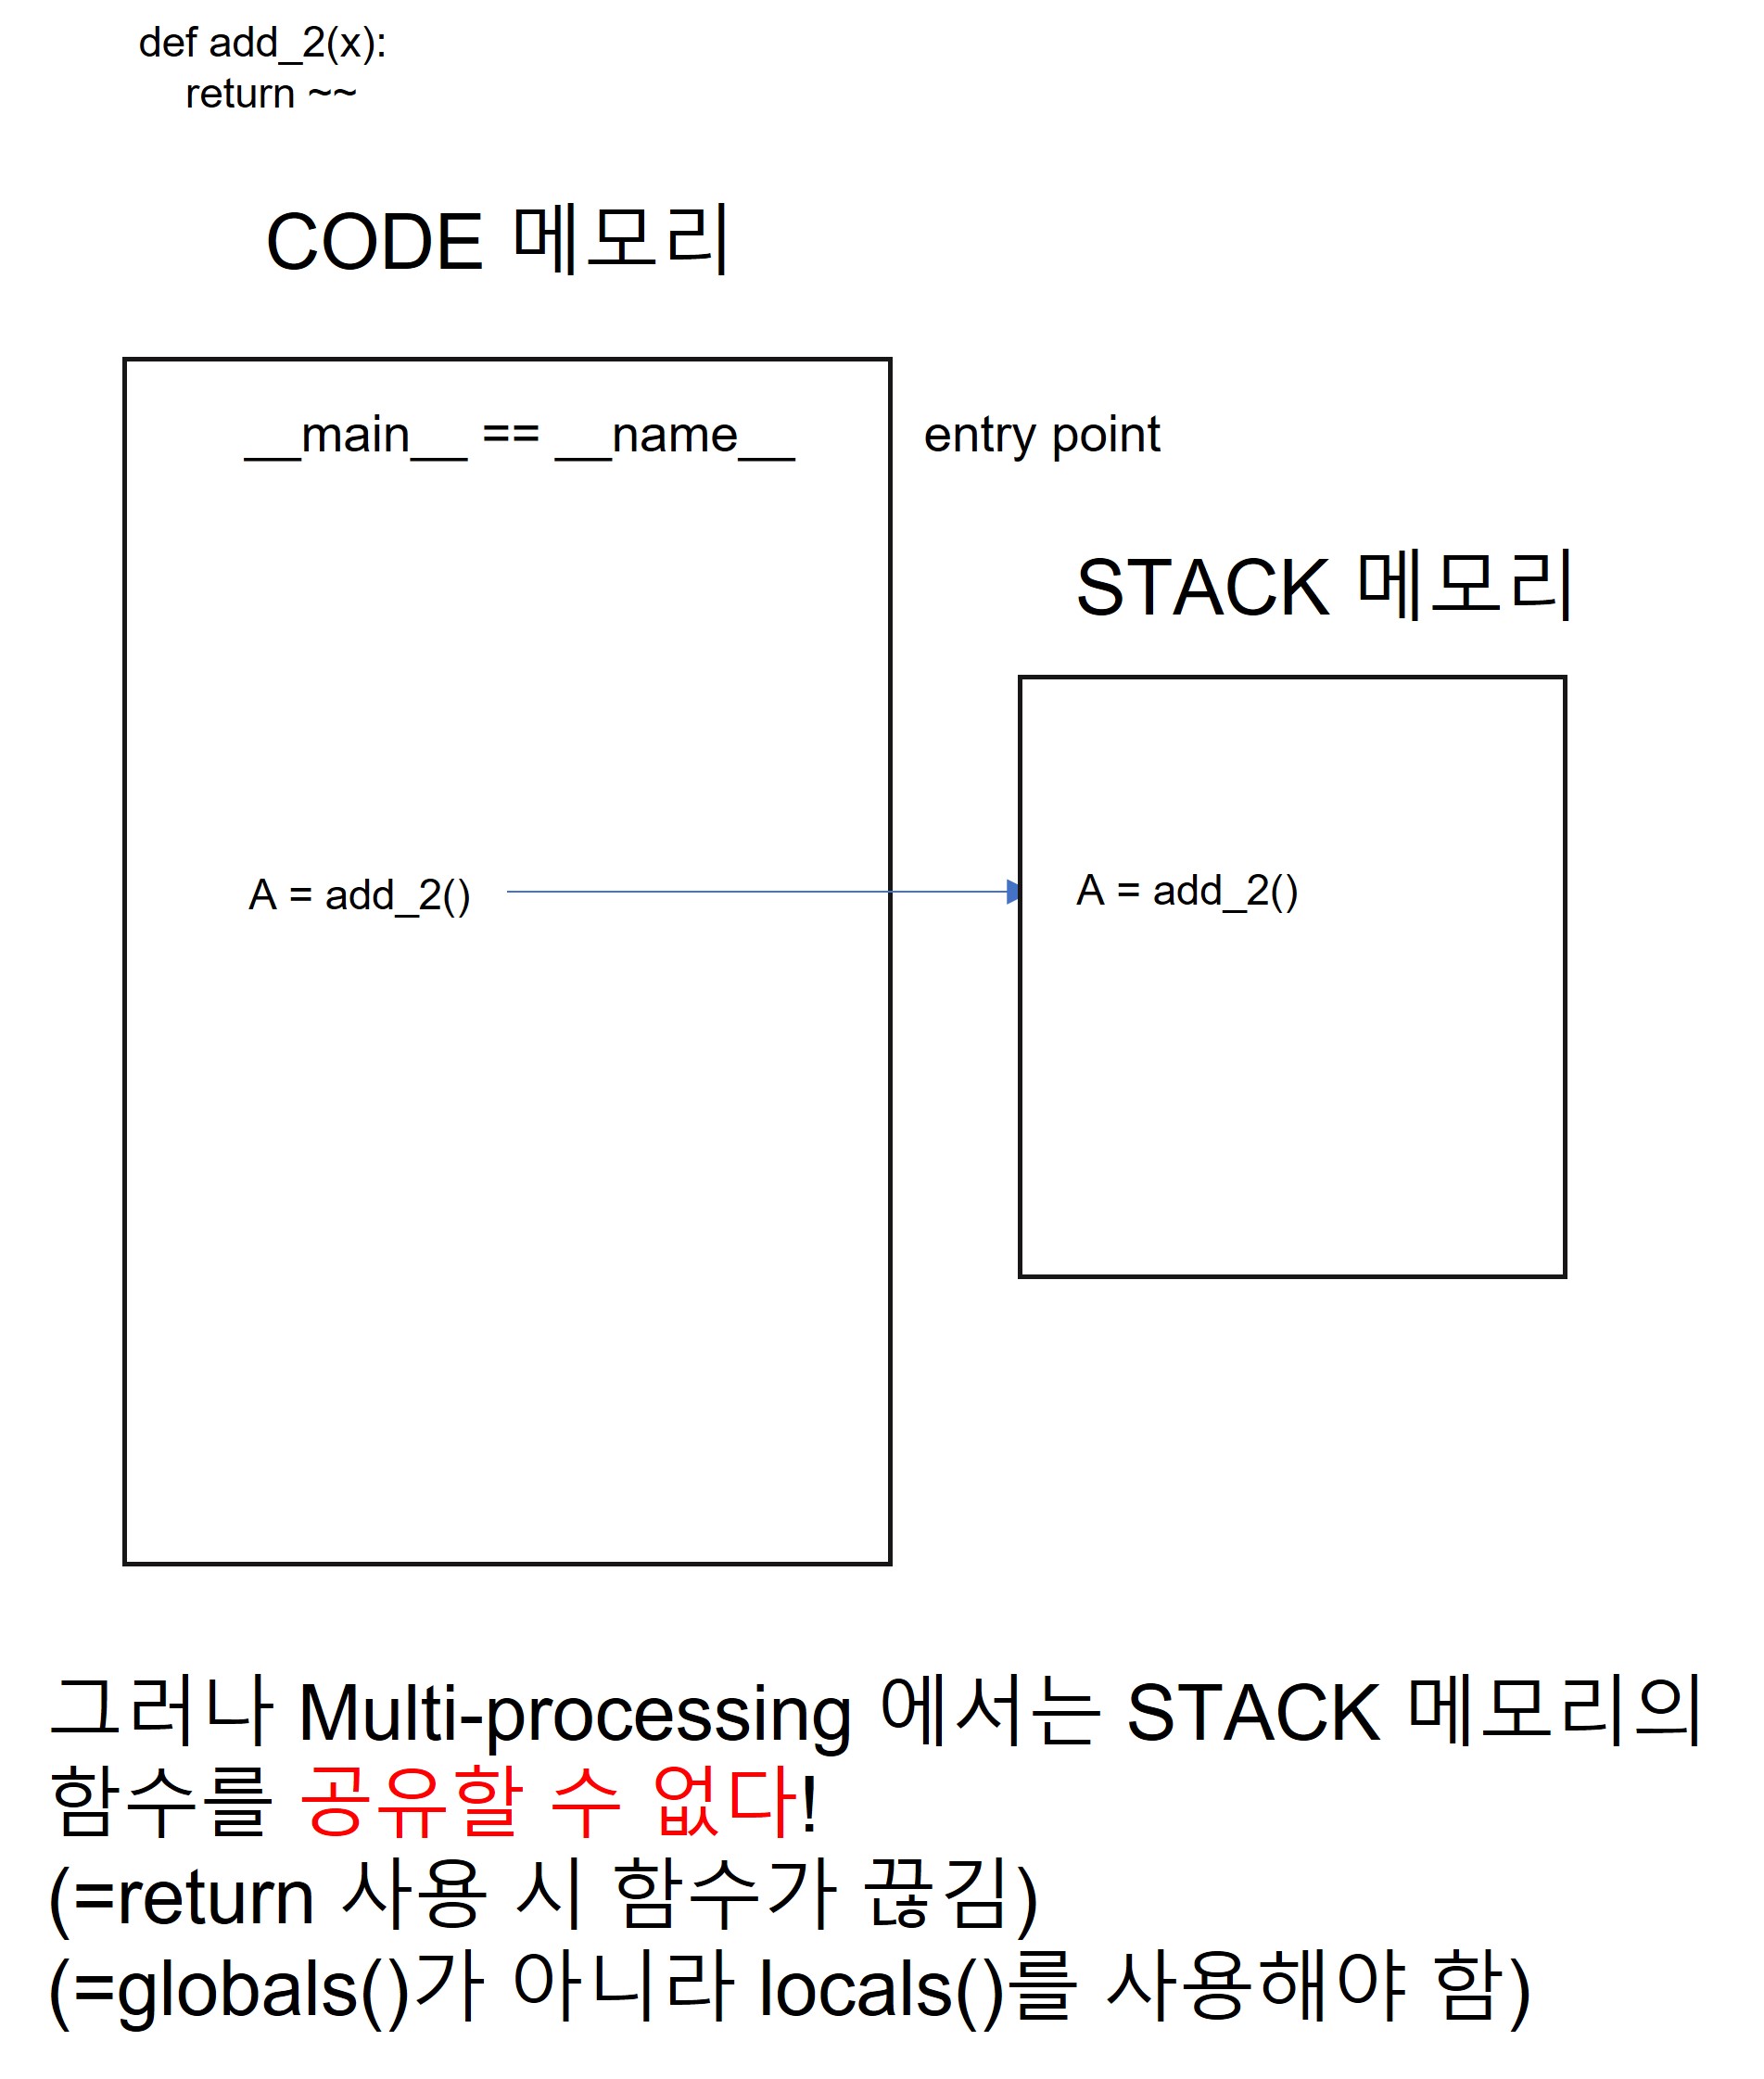 def add_2(x):
return ~~
CODE 메모리
__main__ == __name__
entry point
STACK 메모리
A = add_2()
A = add_2()
그러나 Multi-processing 에서는 STACK 메모리의
함수를 공유할 수 없다!
(=return 사용 시 함수가 끊김)
(=globals()가 아니라 locals()를 사용해야 함)